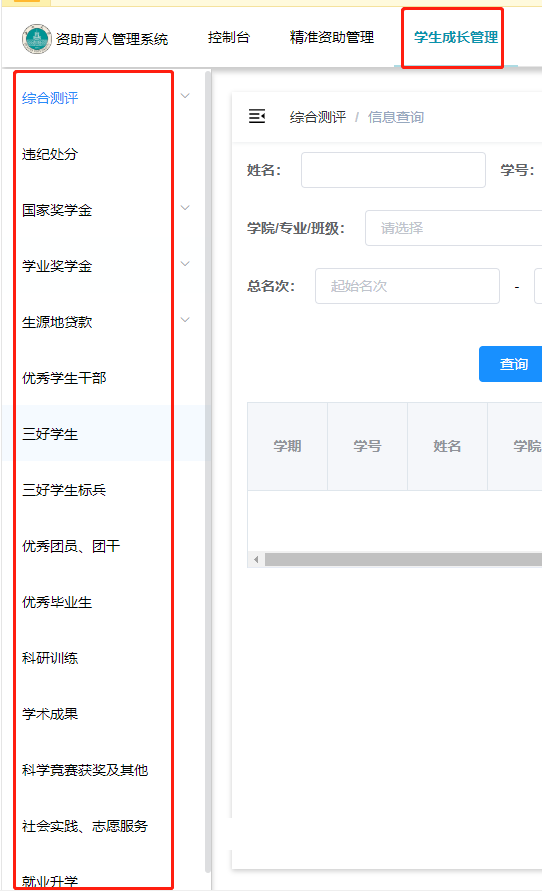 资助育人管理系统 控制台 精准资助管理 学生成长管理
综合测评
违纪处分
国家奖学金
学业奖学金
生源地贷款
优秀学生干部
三好学生
三好学生标兵
优秀团员、团干
优秀毕业生
科研训练
学术成果
科学竞赛获奖及其他
社会实践、志愿服务
就业升学
综合测评 / 信息查询
姓名： 学号：
学院/专业/班级： 请选择
总名次： 起始名次 -
查询
学期 学号 姓名 学院